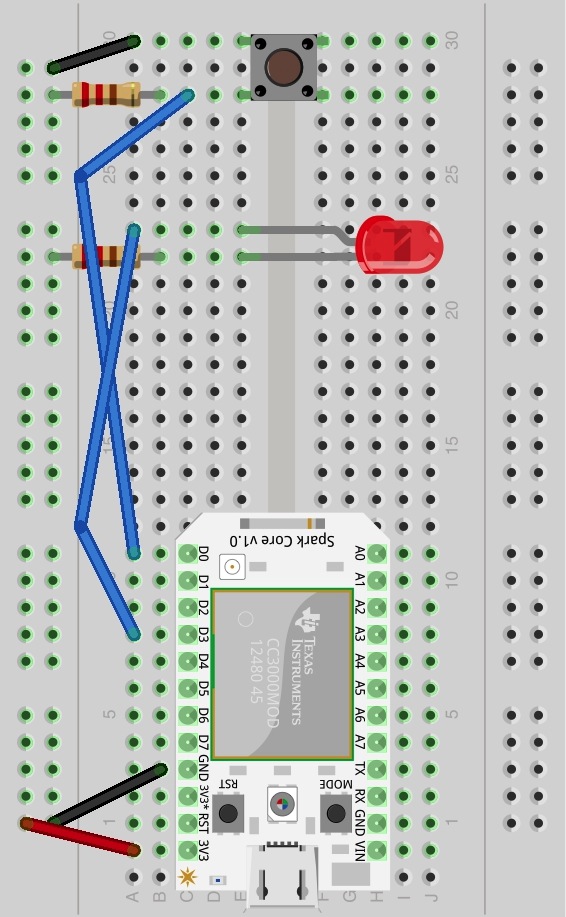 30
30
25
25
20
20
15
15
Spark Core v1.0
D0
A0
D1
A1
10
10
D2
A2
D3
A3
TEXAS
INSTRUMENTS
CC3000MOD
12480 45
D4
A4
D5
A5
D6
A6
5
5
D7
A7
GND
TX
RST
MODE
3V3*
RX
RST
GND
1
1
3V3
VIN
A
B
C
D
E
F
G
H
I
J